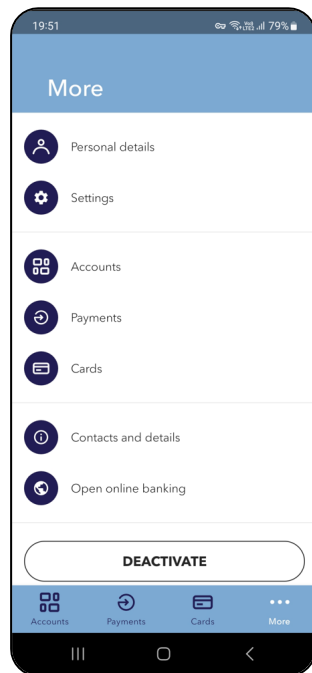 19:51
79%
More
Personal details
Settings
Accounts
Payments
Cards
Contacts and details
Open online banking
DEACTIVATE
Accounts Payments Cards More